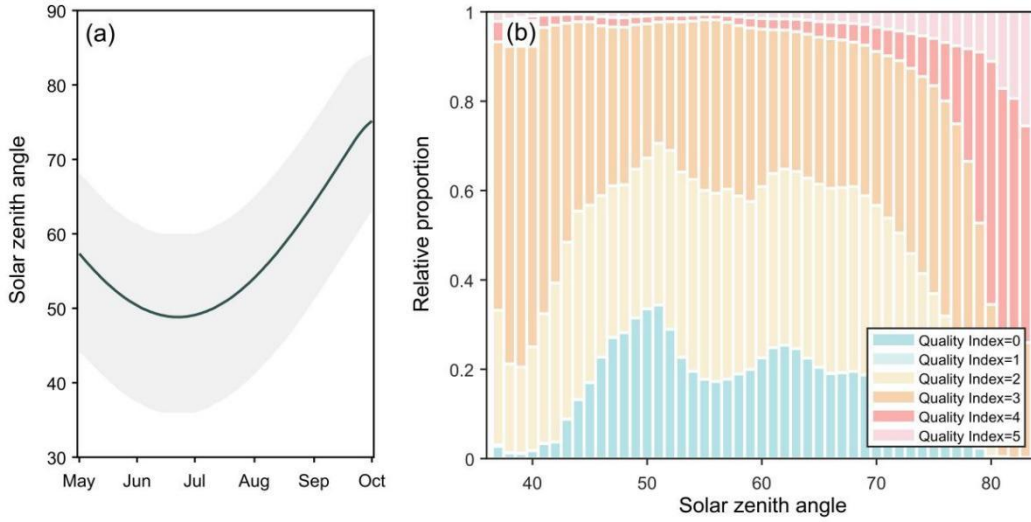 (a)
90
80
70
60
50
40
30
Solar zenith angle
May Jun Jul Aug Sep Oct
(b)
1
0.8
0.6
0.4
0.2
0
Relative proportion
40 50 60 70 80
Solar zenith angle
Quality Index=0
Quality Index=1
Quality Index=2
Quality Index=3
Quality Index=4
Quality Index=5